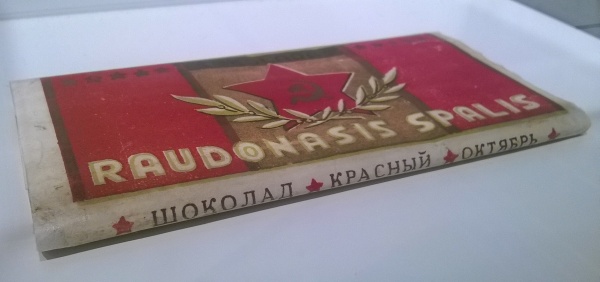 RAUDONASIS SPALIS
ШОКОЛАД КРАСНЫЙ ОКТЯБРЬ